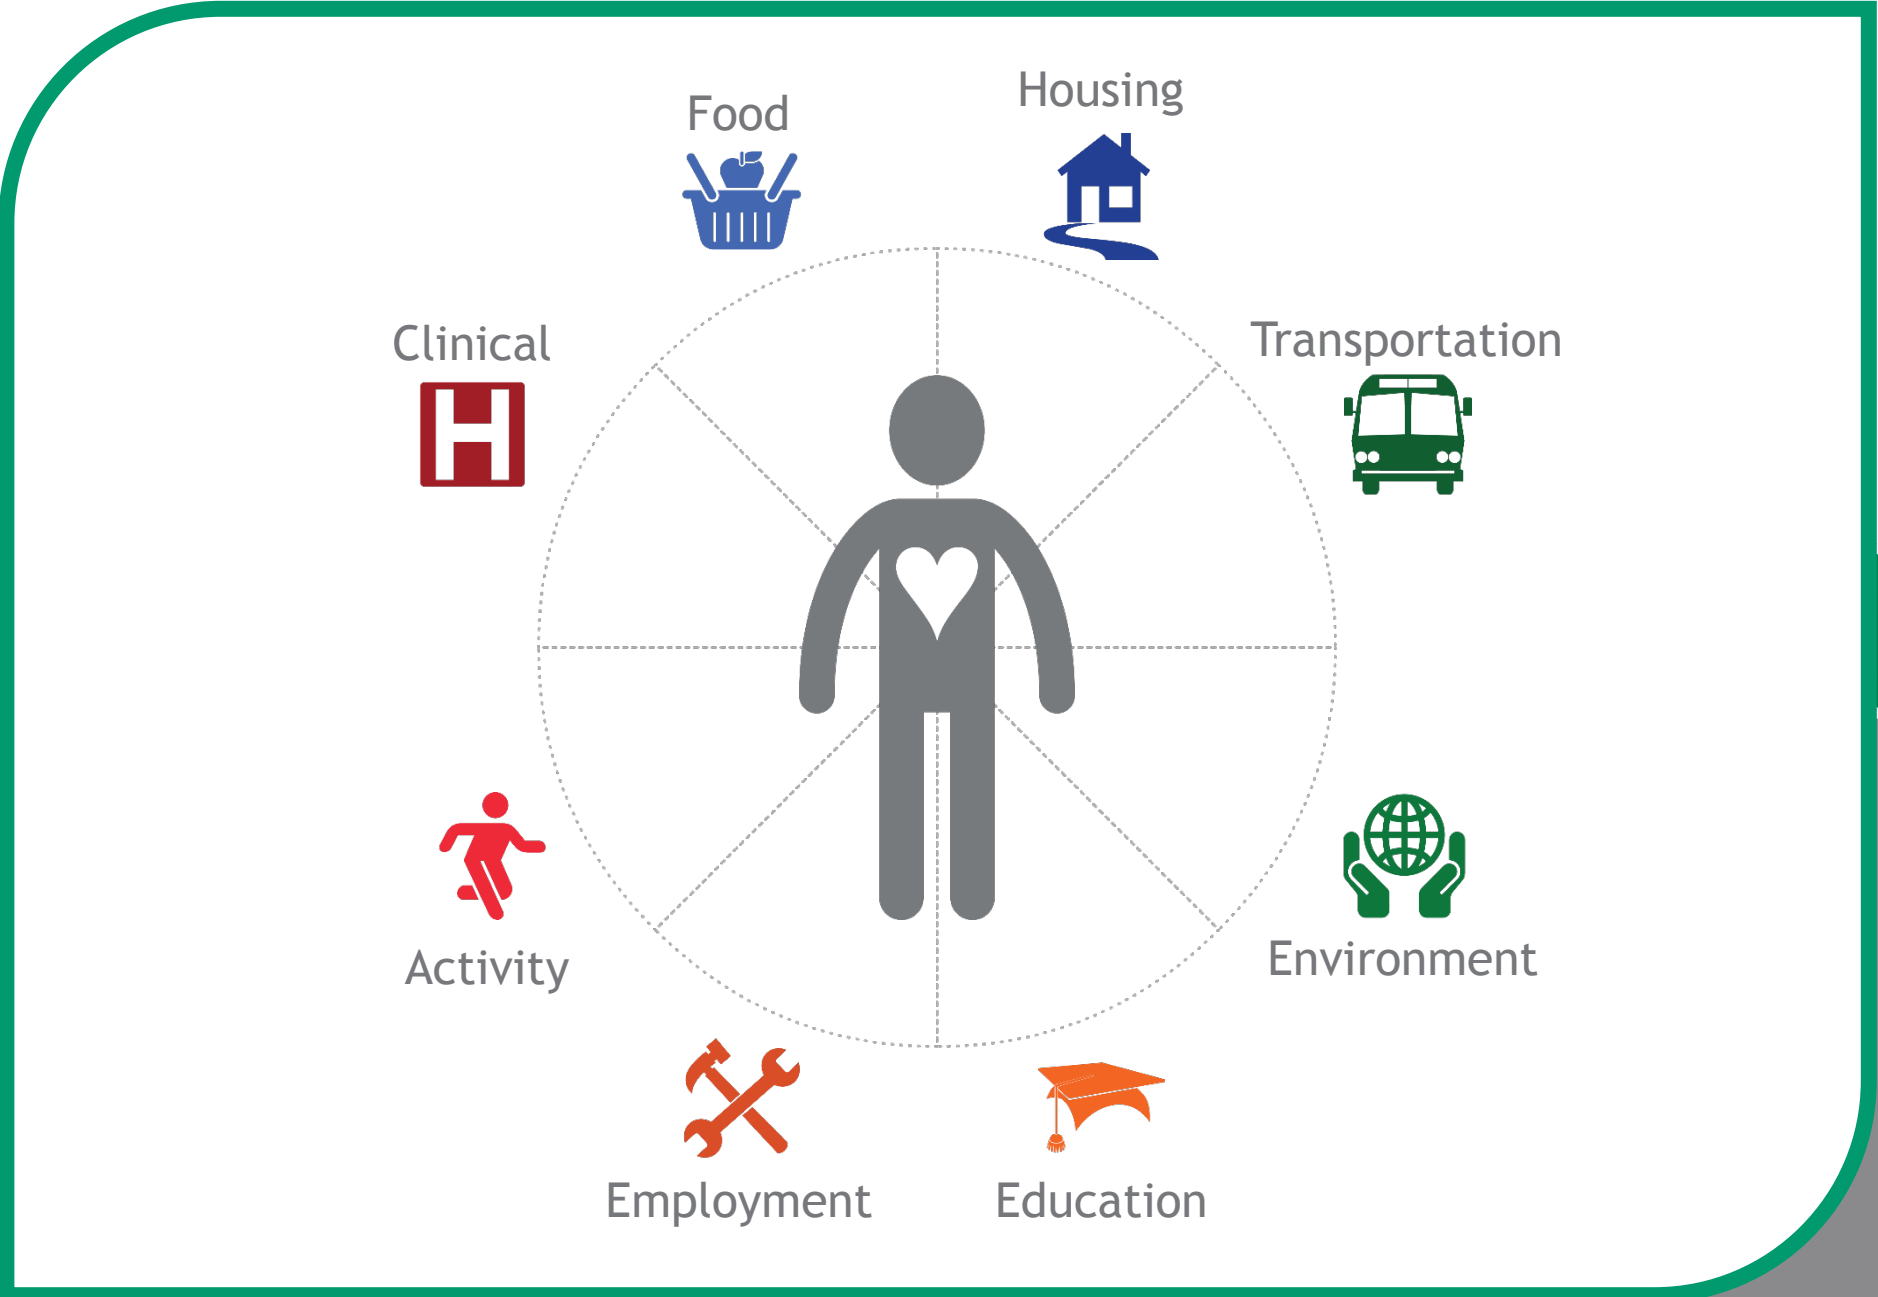 Food
Housing
Clinical
Transportation
Activity
Environment
Employment
Education